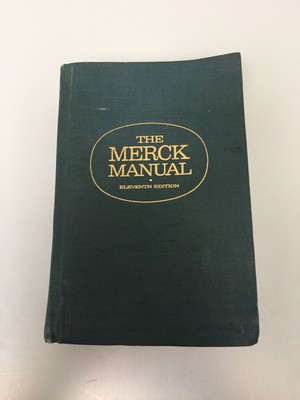 THE
MERCK
MANUAL
•
ELEVENTH EDITION